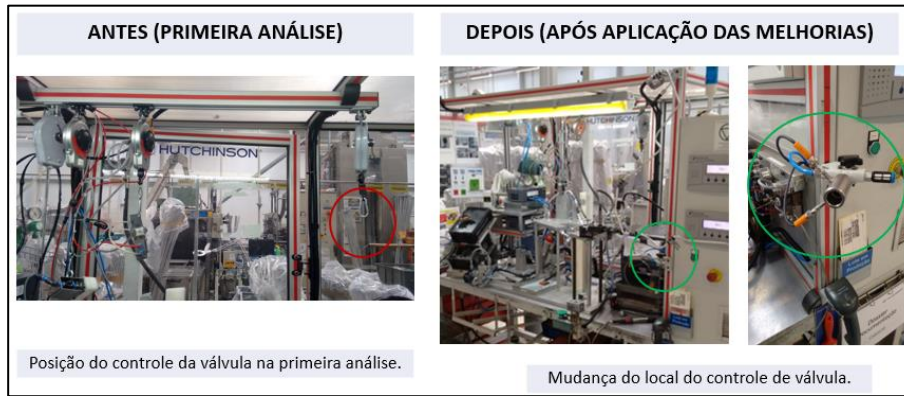 ANTES (PRIMEIRA ANÁLISE)
DEPOIS (APÓS APLICAÇÃO DAS MELHORIAS)
HUTCHINSON
HUTCHINSON
Posição do controle da válvula na primeira análise.
Mudança do local do controle de válvula.